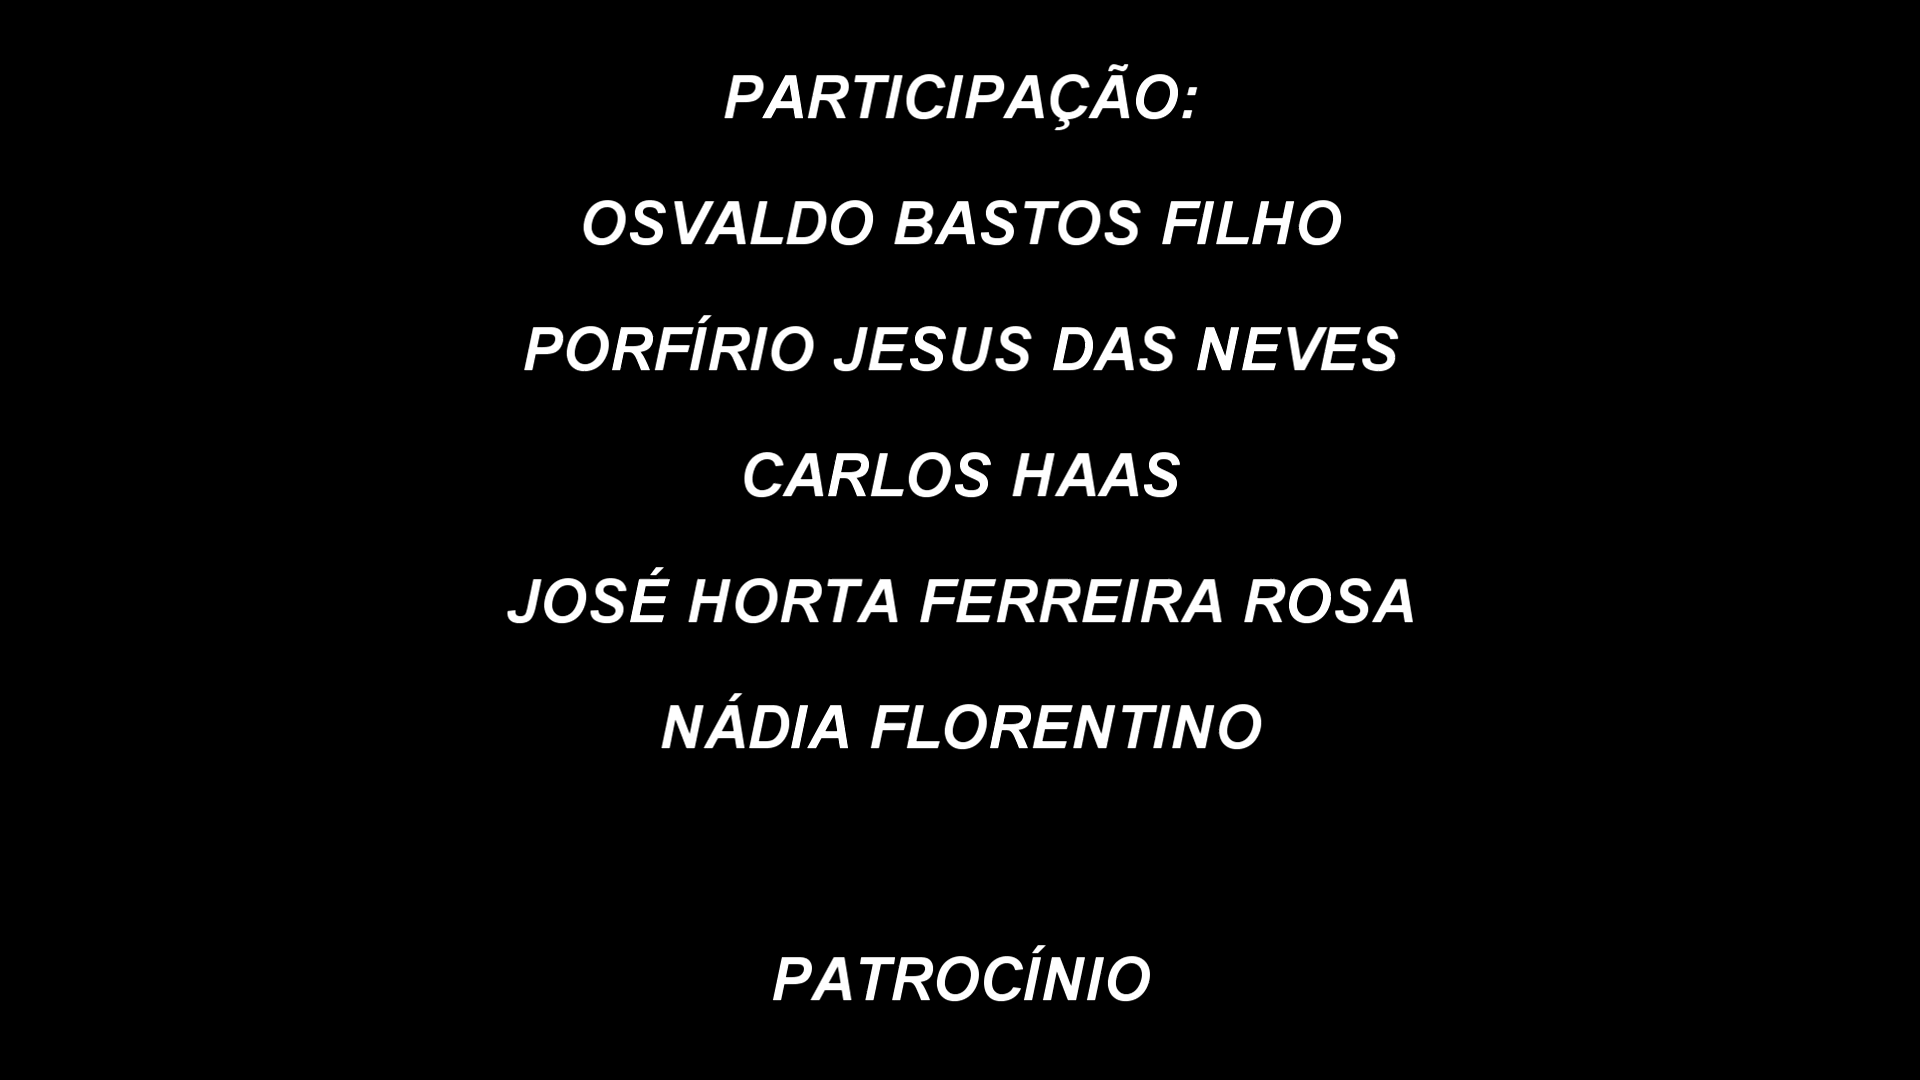 PARTICIPAÇÃO:
OSVALDO BASTOS FILHO
PORFÍRIO JESUS DAS NEVES
CARLOS HAAS
JOSÉ HORTA FERREIRA ROSA
NÁDIA FLORENTINO
PATROCÍNIO